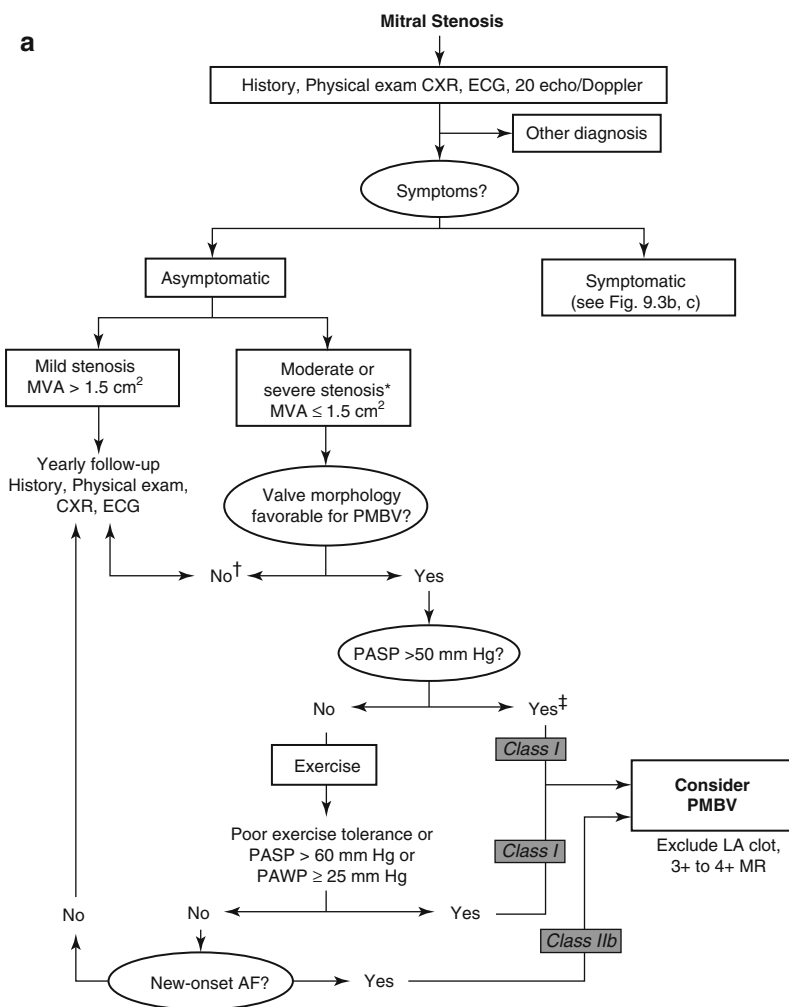 a
Mitral Stenosis
History, Physical exam CXR, ECG, 20 echo/Doppler
Other diagnosis
Symptoms?
Asymptomatic
Symptomatic
(see Fig. 9.3b, c)
Mild stenosis
MVA > 1.5 cm²
Moderate or
severe stenosis*
MVA ≤ 1.5 cm²
Yearly follow-up
History, Physical exam,
CXR, ECG
Valve morphology
favorable for PMBV?
No†
Yes
PASP >50 mm Hg?
No
Yes‡
Class I
Exercise
Consider
PMBV
Exclude LA clot,
3+ to 4+ MR
Poor exercise tolerance or
PASP > 60 mm Hg or
PAWP ≥ 25 mm Hg
Class I
No
No
Yes
Class IIb
New-onset AF?
Yes